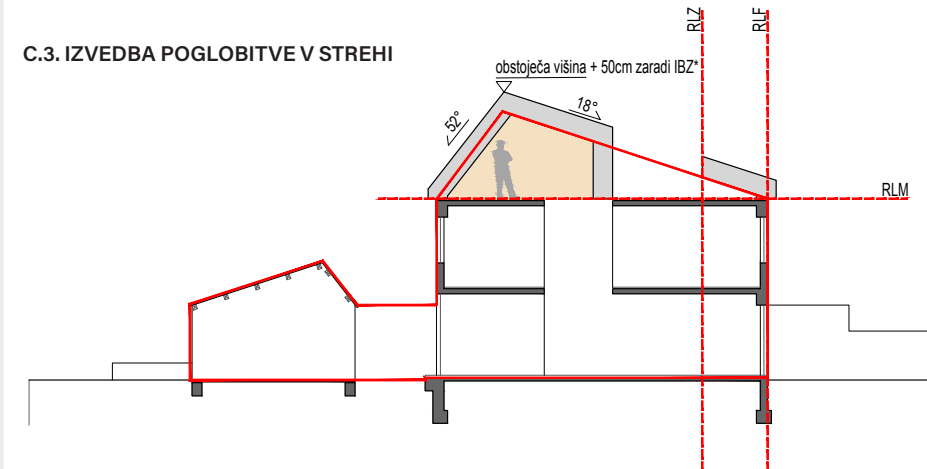 RLZ
RLF
C.3. IZVEDBA POGLOBITVE V STREHI
obstoječa višina + 50cm zaradi IBZ*
52°
18°
RLM